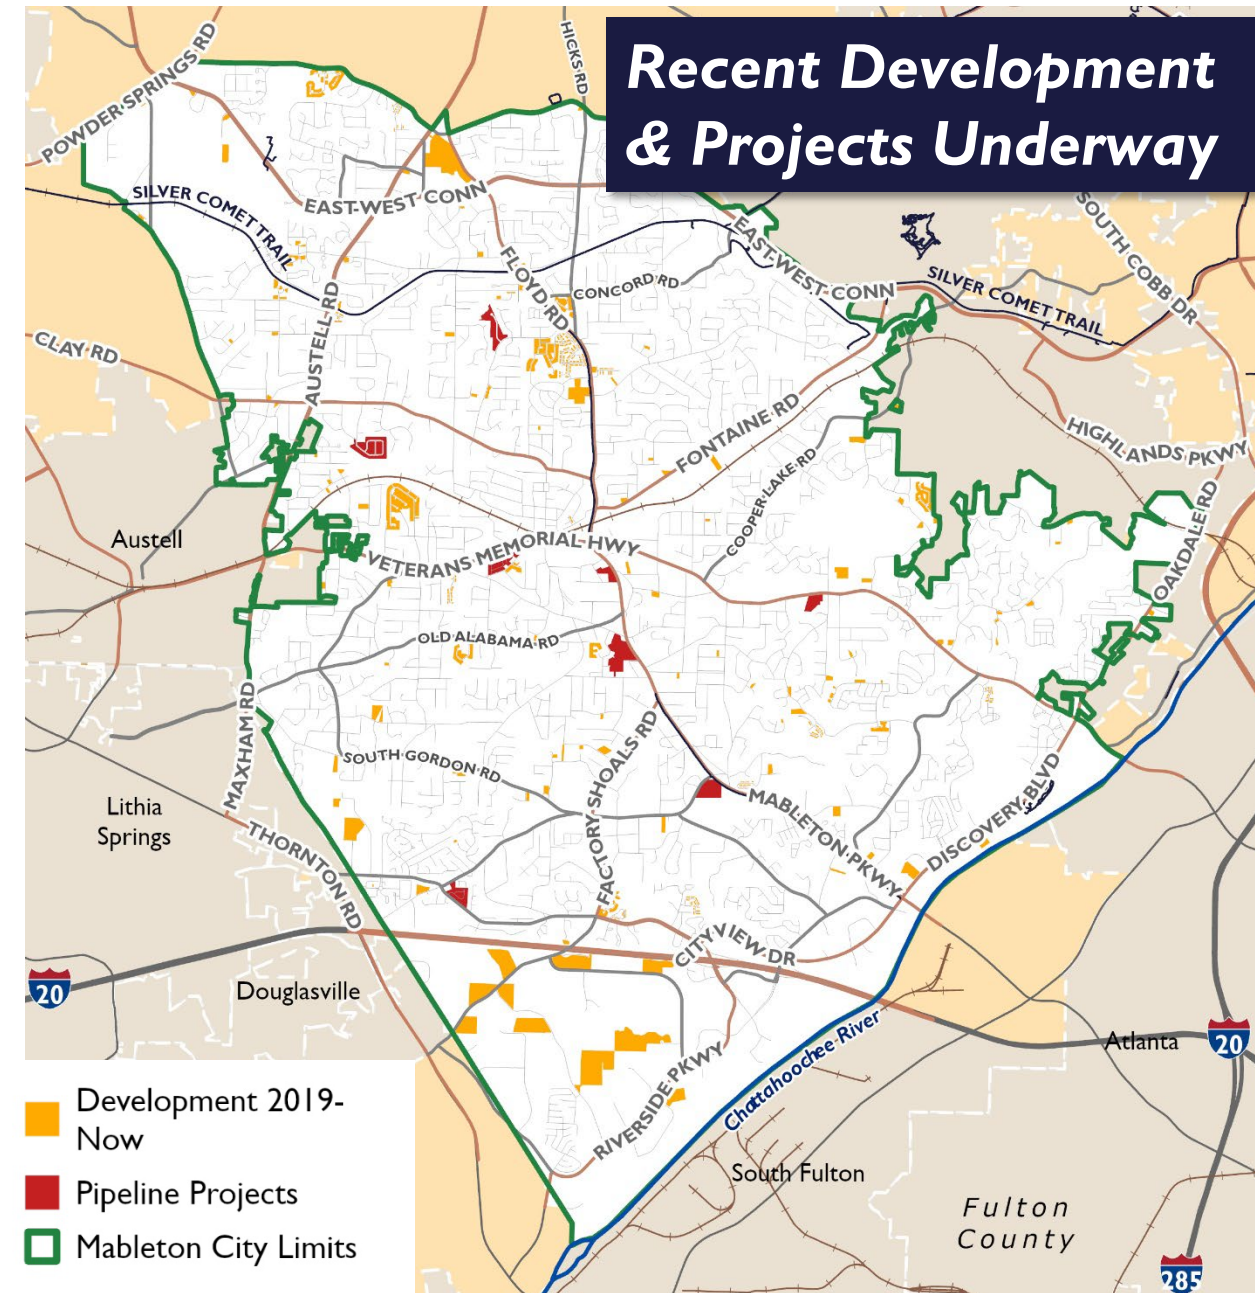 Recent Development
& Projects Underway
POWDER SPRINGS RD
HICKS RD
SILVER COMET TRAIL
EAST-WEST CONN
EAST-WEST CONN
SOUTH COBB DR
FLOYD RD
CONCORD RD
SILVER COMET TRAIL
CLAY RD
AUSTELL RD
FONTAINE RD
HIGHLANDS PKWY
COOPER LAKE RD
OAKDALE RD
Austell
VETERANS MEMORIAL HWY
OLD ALABAMA RD
MAXHAM RD
SOUTH GORDON RD
FACTORY SHOALS RD
MABLETON PKWY
DISCOVERY BLVD
Lithia
Springs
THORNTON RD
CITYVIEW DR
20
Douglasville
Chattahoochee River
Atlanta
20
RIVERSIDE PKWY
South Fulton
Fulton
County
285
Development 2019-
Now
Pipeline Projects
Mableton City Limits